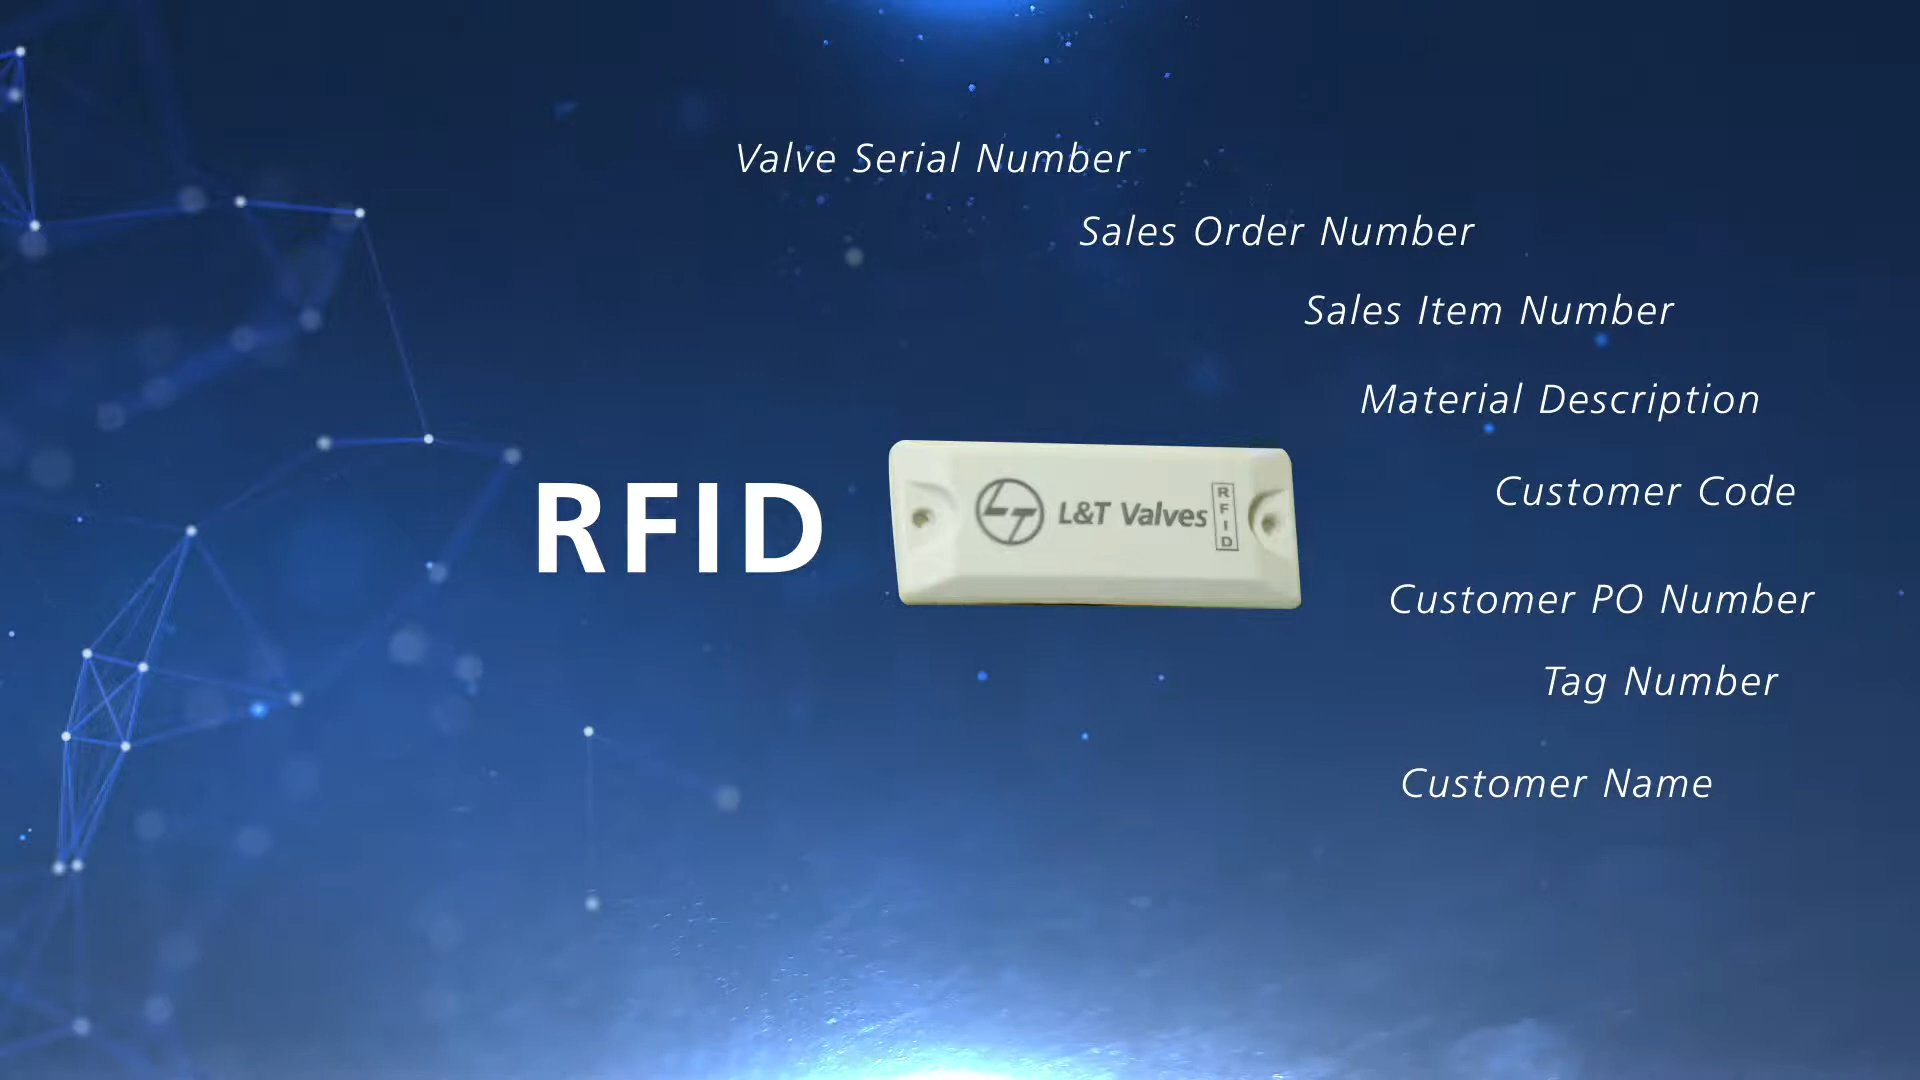 Valve Serial Number
Sales Order Number
Sales Item Number
Material Description
Customer Code
RFID
LT L&T Valves RFID
Customer PO Number
Tag Number
Customer Name